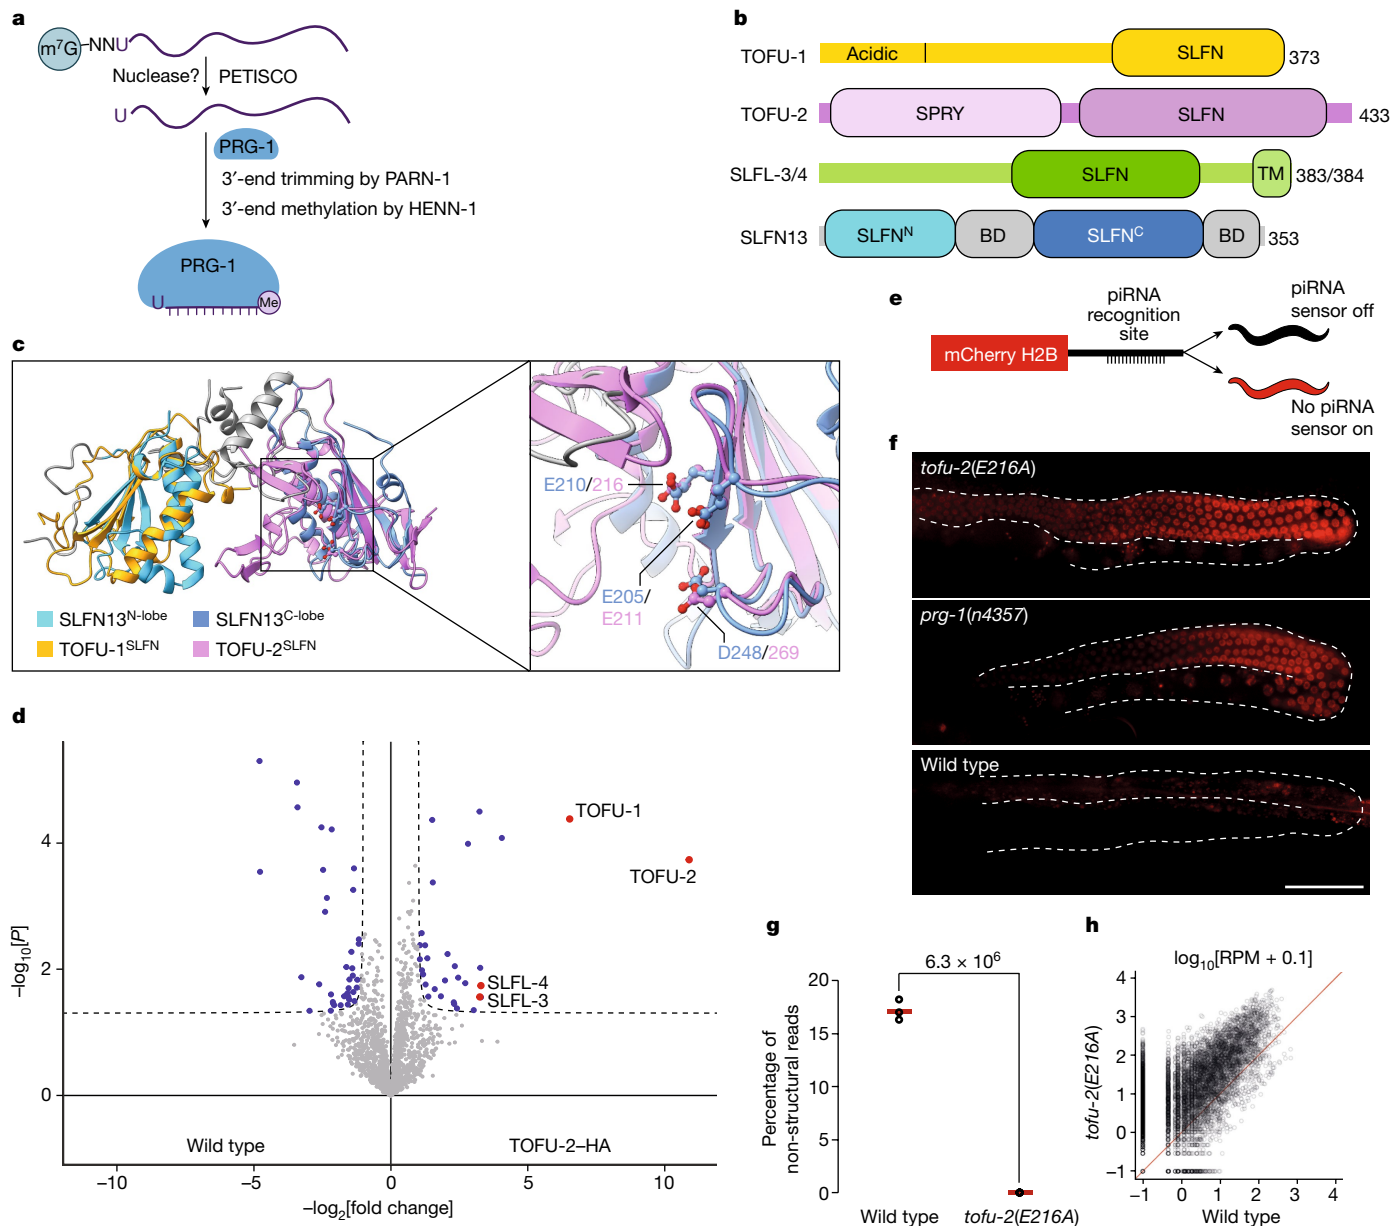 a
m⁷G
NNU
Nuclease?
PETISCO
U
PRG-1
3′-end trimming by PARN-1
3′-end methylation by HENN-1
PRG-1
U
Me
b
TOFU-1
Acidic
SLFN
373
TOFU-2
SPRY
SLFN
433
SLFL-3/4
SLFN
TM
383/384
SLFN13
SLFNᴺ
BD
SLFNꟲ
BD
353
c
E210/216
E205/
E211
D248/269
SLFN13ᴺ⁻ˡᵒᵇᵉ
SLFN13ꟲ⁻ˡᵒᵇᵉ
TOFU-1ˢᴸᶠᴺ
TOFU-2ˢᴸᶠᴺ
d
TOFU-1
TOFU-2
SLFL-4
SLFL-3
4
2
0
–log₁₀[P]
Wild type
TOFU-2–HA
–10
–5
0
5
10
–log₂[fold change]
e
mCherry H2B
piRNA
recognition
site
piRNA
sensor off
No piRNA
sensor on
f
tofu-2(E216A)
prg-1(n4357)
Wild type
g
6.3 × 10⁶
20
15
10
5
0
Percentage of
non-structural reads
Wild type
tofu-2(E216A)
h
log₁₀[RPM + 0.1]
4
3
2
1
0
–1
tofu-2(E216A)
–1
0
1
2
3
4
Wild type